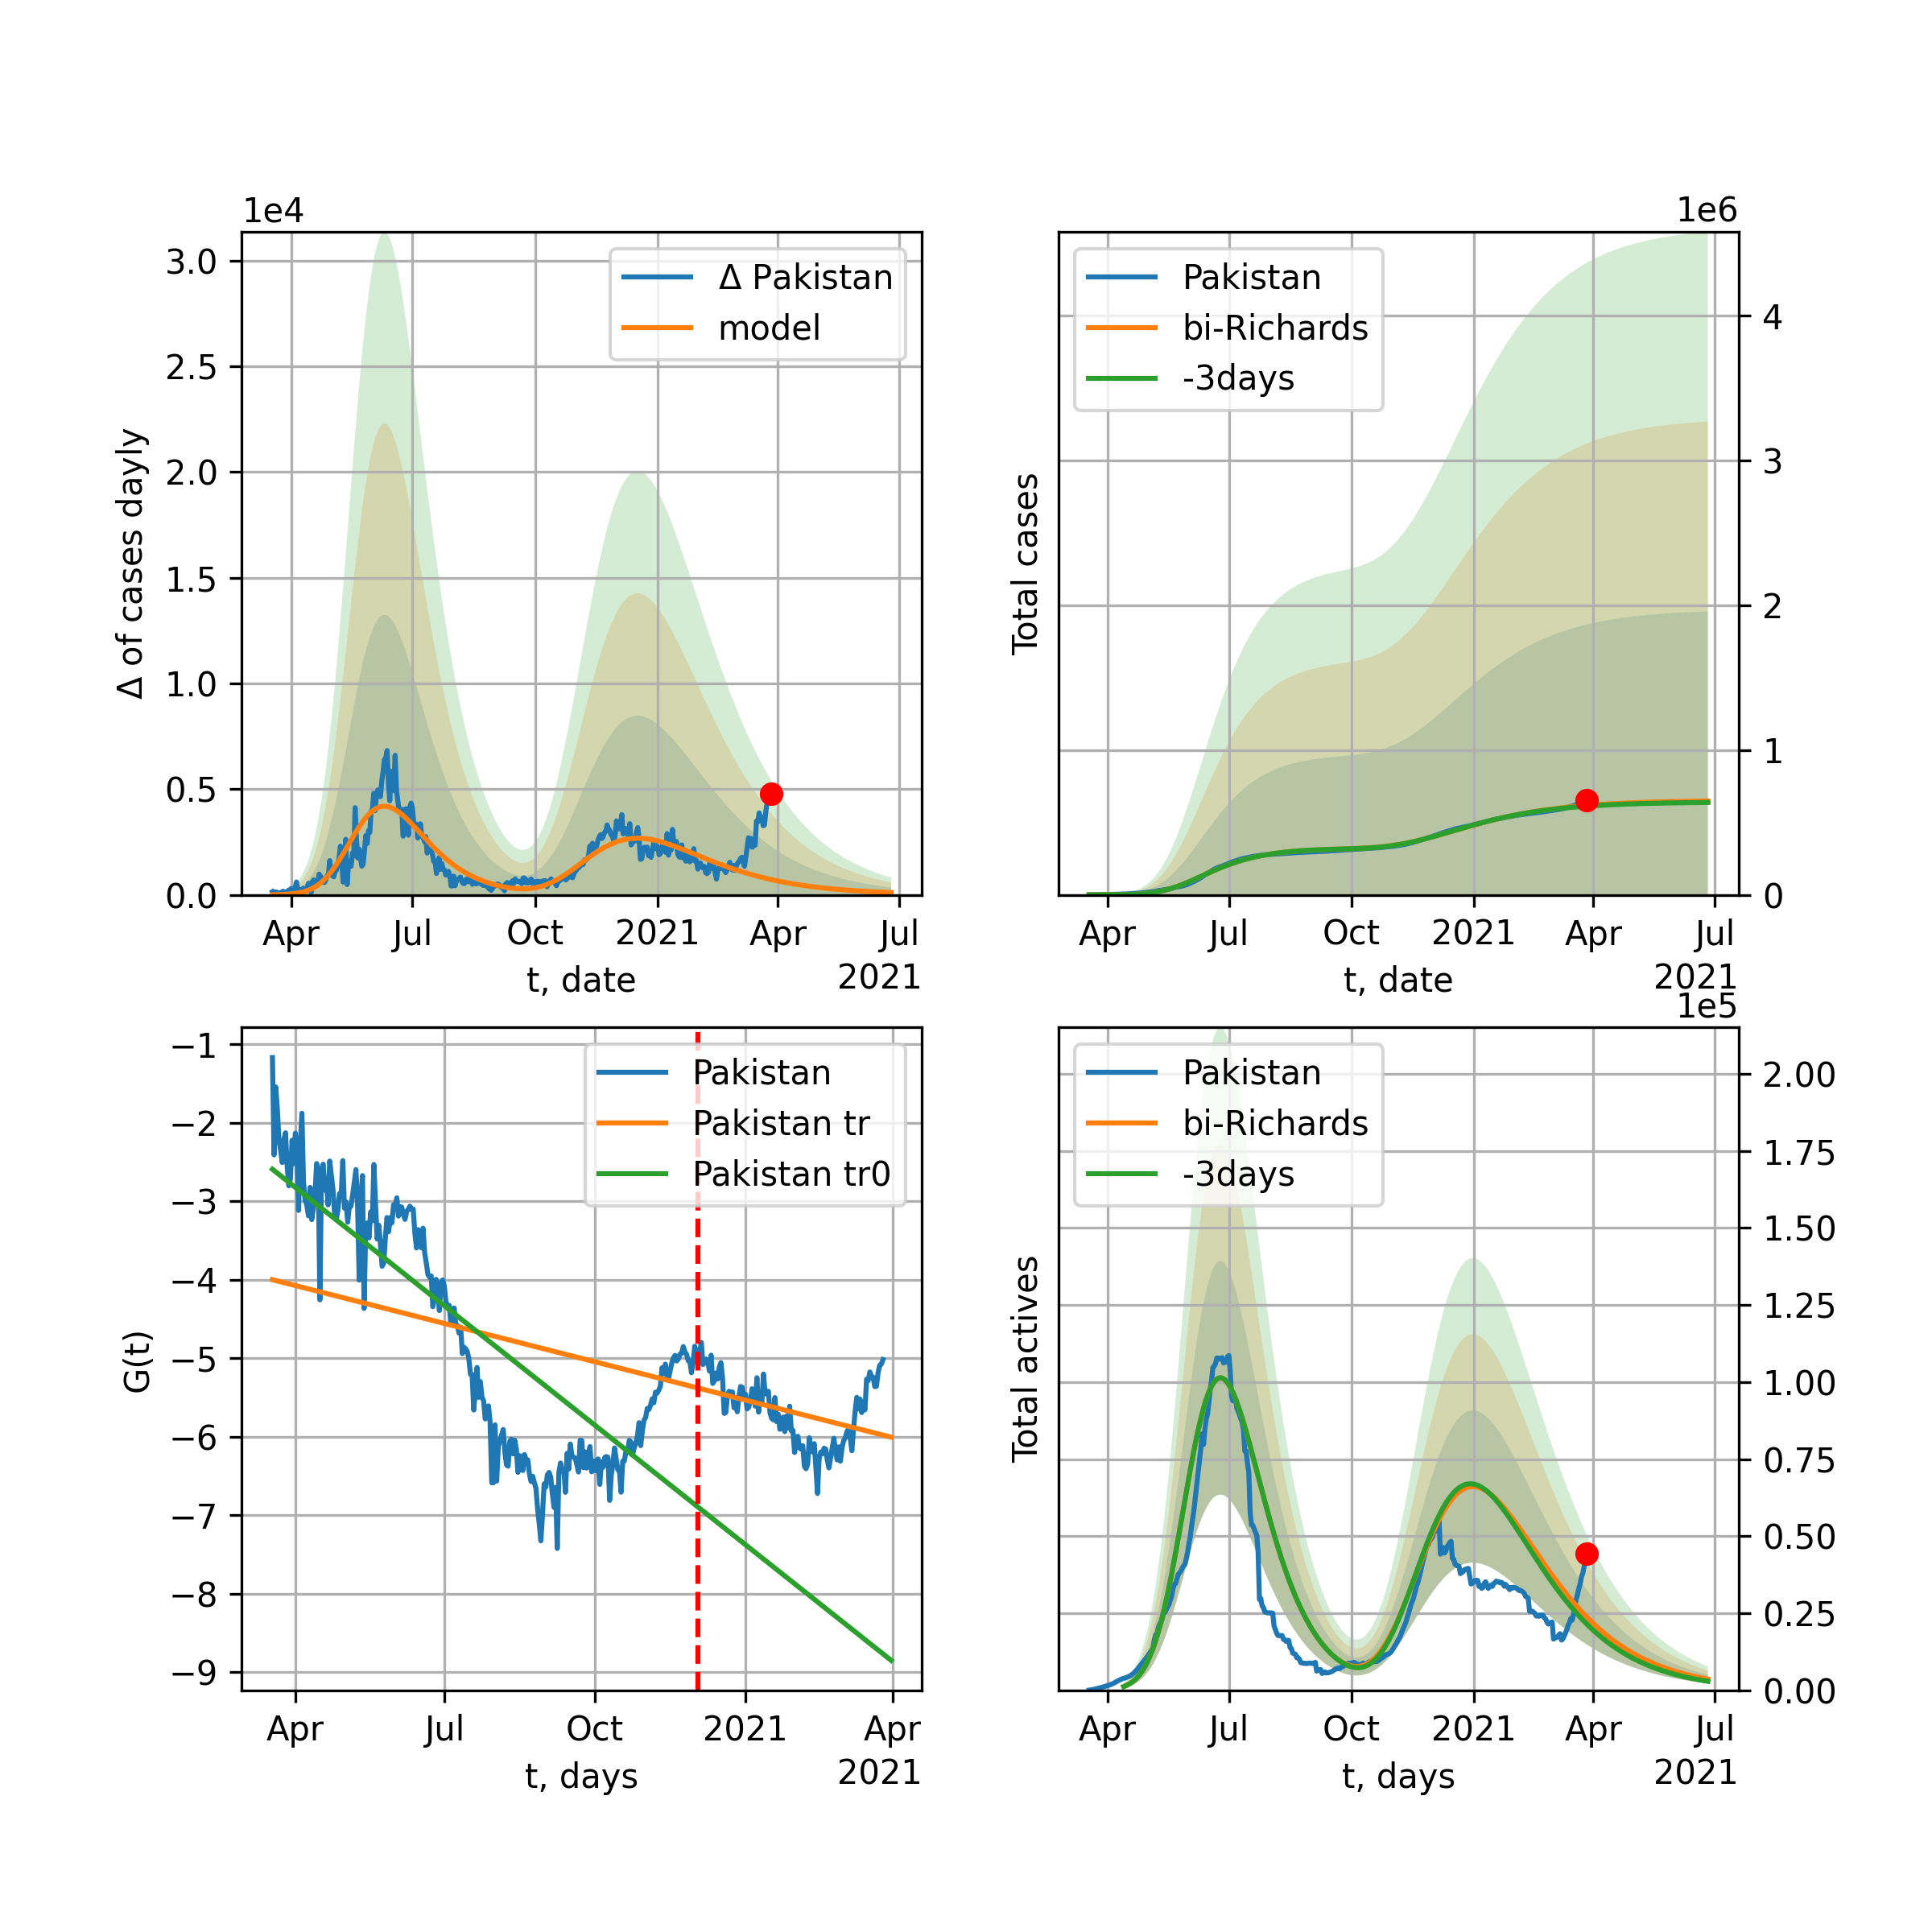 1e4
3.0
2.5
2.0
1.5
1.0
0.5
0.0
Δ of cases dayly
Δ Pakistan
model
Apr Jul Oct 2021 Apr Jul
t, date 2021
1e6
4
3
2
1
0
Total cases
Pakistan
bi-Richards
-3days
Apr Jul Oct 2021 Apr Jul
t, date 2021
−1
−2
−3
−4
−5
−6
−7
−8
−9
G(t)
Pakistan
Pakistan tr
Pakistan tr0
Apr Jul Oct 2021 Apr
t, days 2021
1e5
2.00
1.75
1.50
1.25
1.00
0.75
0.50
0.25
0.00
Total actives
Pakistan
bi-Richards
-3days
Apr Jul Oct 2021 Apr Jul
t, days 2021